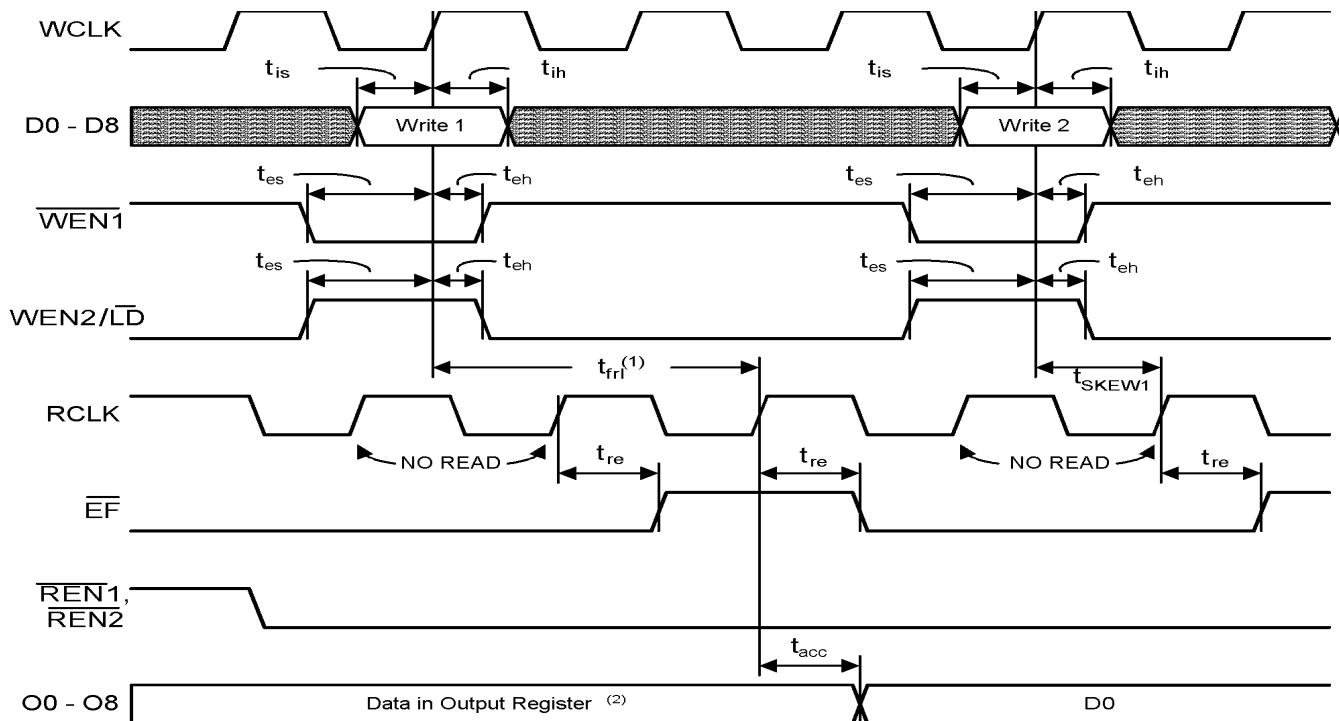 WCLK
tis tih tis tih
D0 - D8 Write 1 Write 2
tes teh tes teh
WEN1
tes teh tes teh
WEN2/LD
tfrl(1) tSKEW1
RCLK
NO READ tre tre NO READ tre
EF
REN1,
REN2
tacc
O0 - O8 Data in Output Register (2) D0